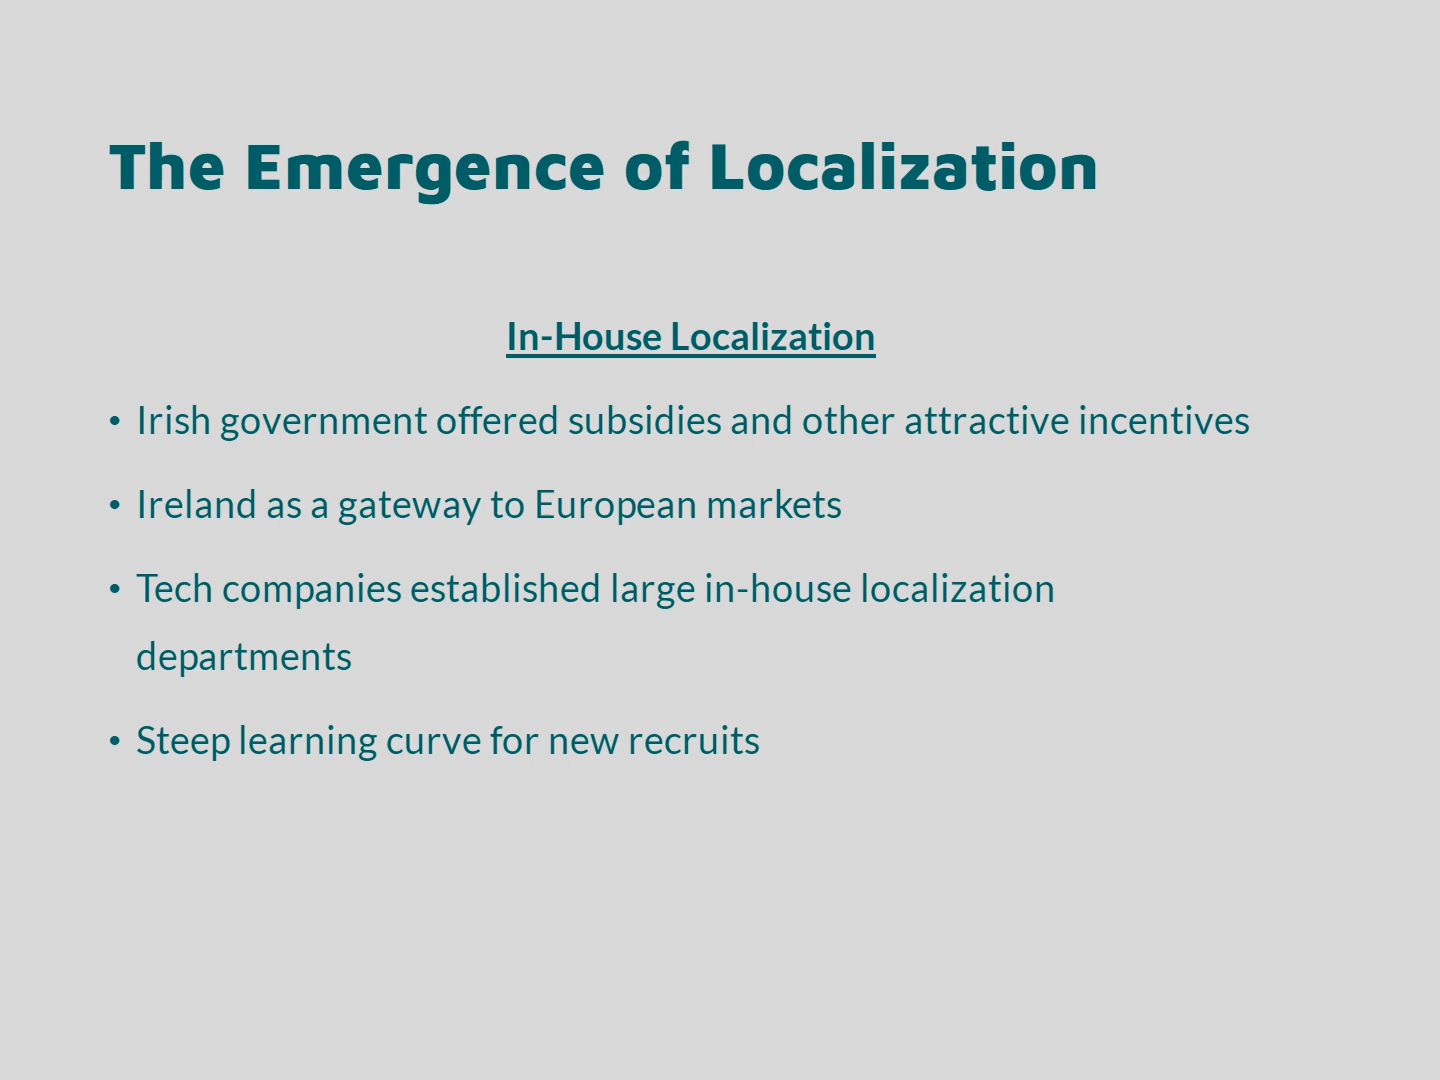 The Emergence of Localization
In-House Localization
• Irish government offered subsidies and other attractive incentives
• Ireland as a gateway to European markets
• Tech companies established large in-house localization
departments
• Steep learning curve for new recruits